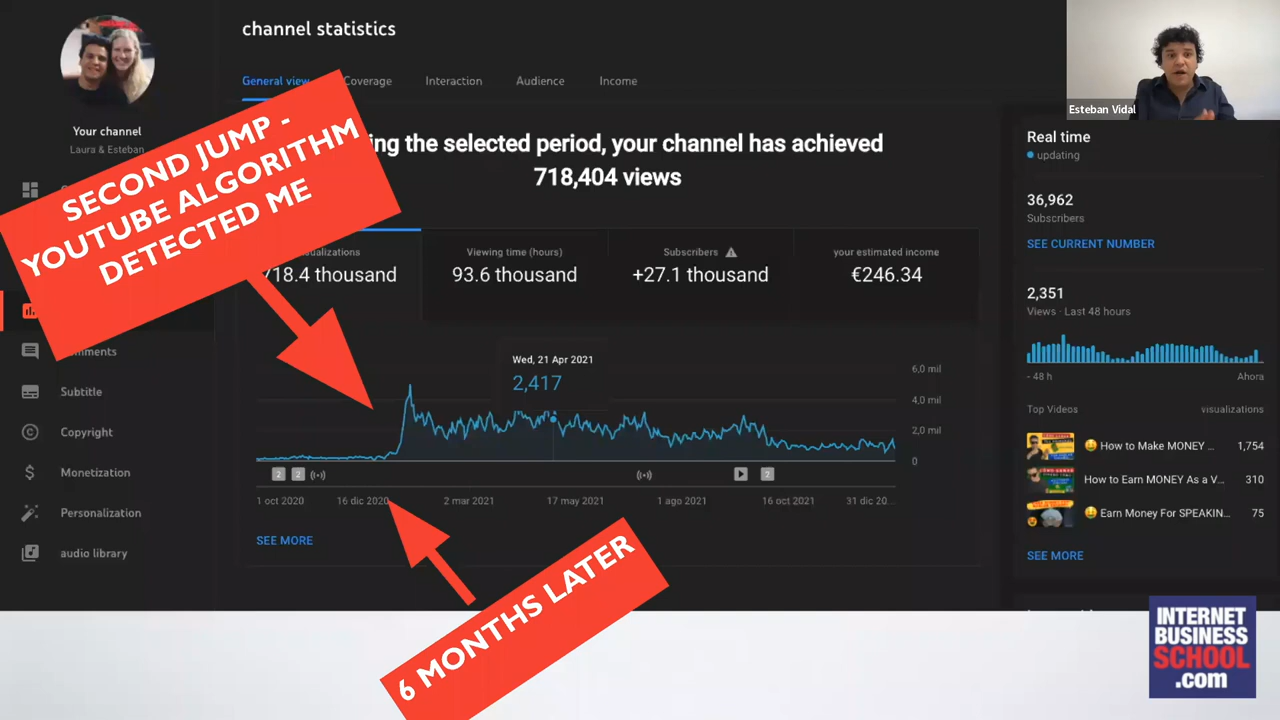 channel statistics
General view
Coverage
Interaction
Audience
Income
Esteban Vidal
Your channel
Laura & Esteban
SECOND JUMP -
YOUTUBE ALGORITHM
DETECTED ME
ing the selected period, your channel has achieved
718,404 views
ualizations
718.4 thousand
Viewing time (hours)
93.6 thousand
Subscribers
+27.1 thousand
your estimated income
€246.34
Wed, 21 Apr 2021
2,417
6,0 mil
4,0 mil
2,0 mil
0
2
2
2
1 oct 2020
16 dic 2020
2 mar 2021
17 may 2021
1 ago 2021
16 oct 2021
31 dic 20...
SEE MORE
6 MONTHS LATER
mments
Subtitle
Copyright
Monetization
Personalization
audio library
Real time
updating
36,962
Subscribers
SEE CURRENT NUMBER
2,351
Views · Last 48 hours
- 48 h
Ahora
Top Videos
visualizations
How to Make MONEY ...
1,754
How to Earn MONEY As a V...
310
Earn Money For SPEAKIN...
75
SEE MORE
INTERNET
BUSINESS
SCHOOL
.com